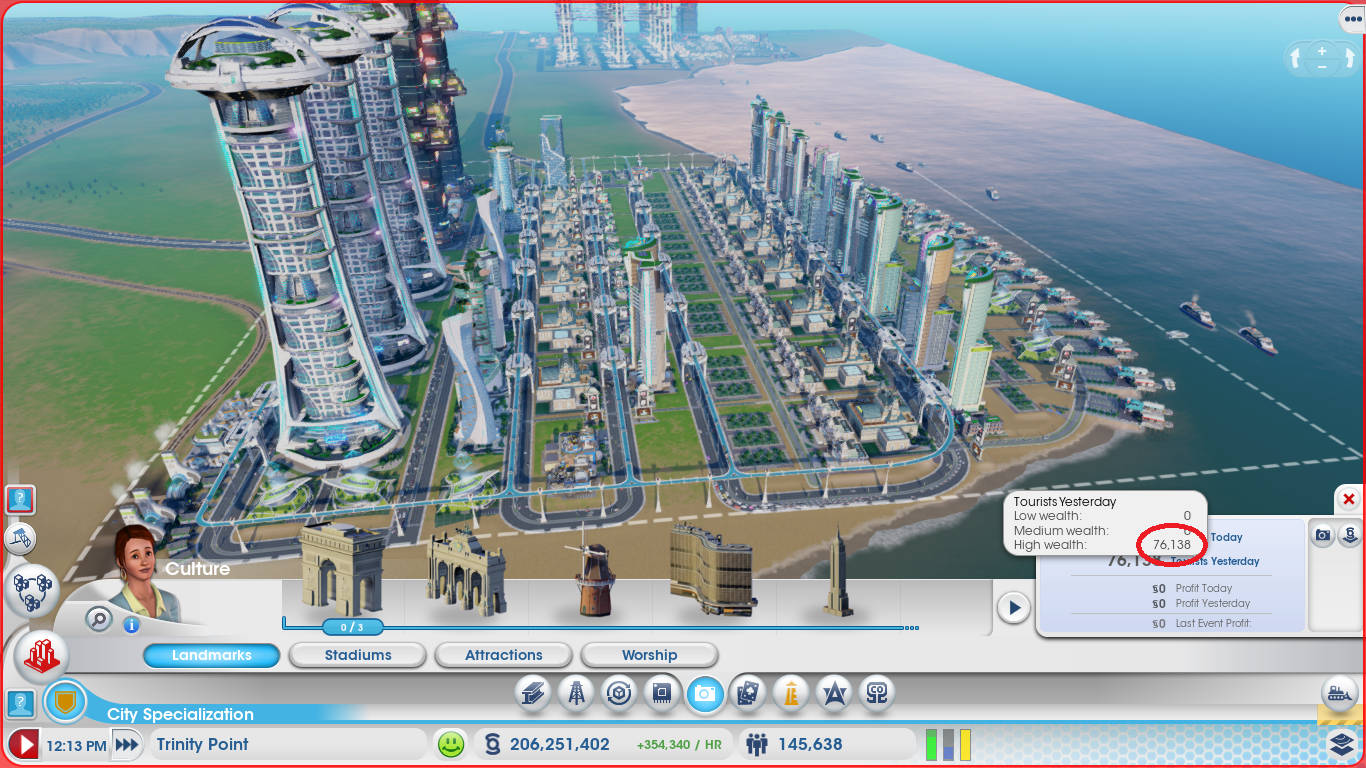 Tourists Yesterday
Low wealth: 0
Medium wealth: 0
High wealth: 76,138
Today
Tourists Yesterday
§0 Profit Today
§0 Profit Yesterday
§0 Last Event Profit:
Culture
0 / 3
Landmarks Stadiums Attractions Worship
City Specialization
12:13 PM Trinity Point 206,251,402 +354,340 / HR 145,638